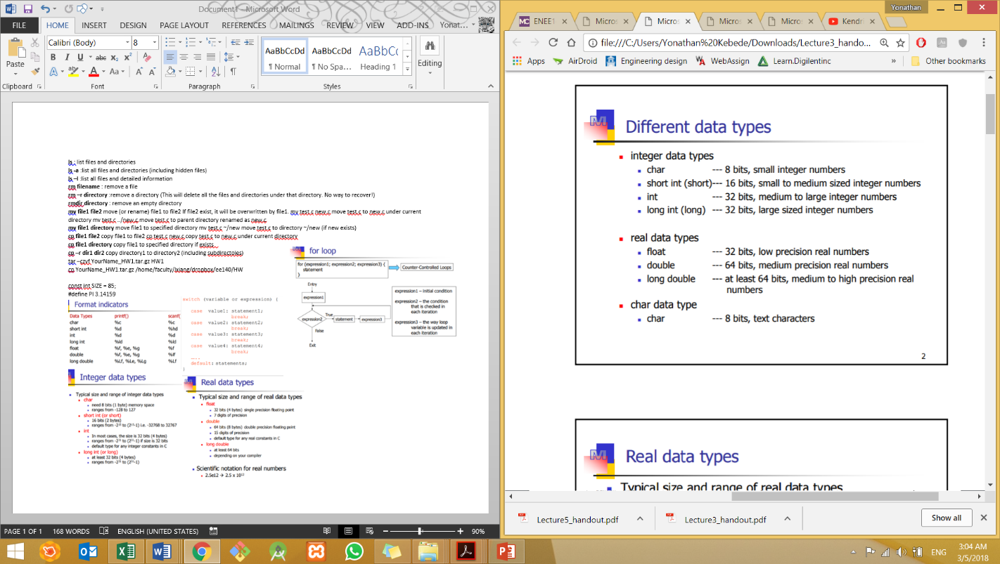 Document1 - Microsoft Word
FILE HOME INSERT DESIGN PAGE LAYOUT REFERENCES MAILINGS REVIEW VIEW ADD-INS Yonat...
Paste
Calibri (Body) 8
B I U abc X₂ X²
Aa
AaBbCcDd AaBbCcDd AaBbCc
¶ Normal ¶ No Spa... Heading 1
Editing
Clipboard Font Paragraph Styles
ls : list files and directories
ls -a :list all files and directories (including hidden files)
ls –l :list all files and detailed information
rm filename : remove a file
rm –r directory :remove a directory (This will delete all the files and directories under that directory. No way to recover!)
rmdir directory : remove an empty directory
mv file1 file2 move (or rename) file1 to file2 If file2 exist, it will be overwritten by file1. mv test.c new.c move test.c to new.c under current
directory mv test.c ../new.c move test.c to parent directory renamed as new.c
mv file1 directory move file1 to specified directory mv test.c ~/new move test.c to directory ~/new (if new exists)
cp file1 file2 copy file1 to file2 cp test.c new.c copy test.c to new.c under current directory
cp file1 directory copy file1 to specified directory if exists
cp –r dir1 dir2 copy directory1 to directory2 (including subdirectories)
tar –czvf YourName_HW1.tar.gz HW1
cp YourName_HW1.tar.gz /home/faculty/jxiang/dropbox/ee140/HW
const int SIZE = 85;
#define PI 3.14159
for loop
for (expression1; expression2; expression3) {
statement
}
Counter-Controlled Loops
Entry
expression1
expression2
True
statement
expression3
False
Exit
expression1 – initial condition
expression2 – the condition
that is checked in
each iteration
expression3 – the way loop
variable is updated in
each iteration
Format indicators
Data Types printf() scanf(
char %c %c
short int %d %hd
int %d %d
long int %ld %ld
float %f, %e, %g %f
double %f, %e, %g %lf
long double %Lf, %Le, %Lg %Lf
switch (variable or expression) {
case value1: statement1;
break;
case value2: statement2;
break;
case value3: statement3;
break;
case value4: statement4;
break;
....
default: statements;
}
Integer data types
Typical size and range of integer data types
char
need 8 bits (1 byte) memory space
ranges from -128 to 127
short int (or short)
16 bits (2 bytes)
ranges from -2¹⁵ to (2¹⁵-1) i.e. -32768 to 32767
int
In most cases, the size is 32 bits (4 bytes)
ranges from -2³¹ to (2³¹-1) if size is 32 bits
default type for any integer constants in C
long int (or long)
at least 32 bits (4 bytes)
ranges from -2³¹ to (2³¹-1)
Real data types
Typical size and range of real data types
float
32 bits (4 bytes) single precision floating point
7 digits of precision
double
64 bits (8 bytes) double precision floating point
15 digits of precision
default type for any real constants in C
long double
at least 64 bits
depending on your compiler
Scientific notation for real numbers
2.5e12 → 2.5 x 10¹²
PAGE 1 OF 1 168 WORDS ENGLISH (UNITED STATES) 90%
Yonathan
ENEE1 Micros Micros Micros Micros Kendri
file:///C:/Users/Yonathan%20Kebede/Downloads/Lecture3_hando...
Apps AirDroid Engineering design WebAssign Learn.Digilentinc » Other bookmarks
Different data types
integer data types
char --- 8 bits, small integer numbers
short int (short)--- 16 bits, small to medium sized integer numbers
int --- 32 bits, medium to large integer numbers
long int (long) --- 32 bits, large sized integer numbers
real data types
float --- 32 bits, low precision real numbers
double --- 64 bits, medium precision real numbers
long double --- at least 64 bits, medium to high precision real
numbers
char data type
char --- 8 bits, text characters
2
Real data types
Typical size and range of real data types
Lecture5_handout.pdf Lecture3_handout.pdf Show all
ENG
3:04 AM
3/5/2018